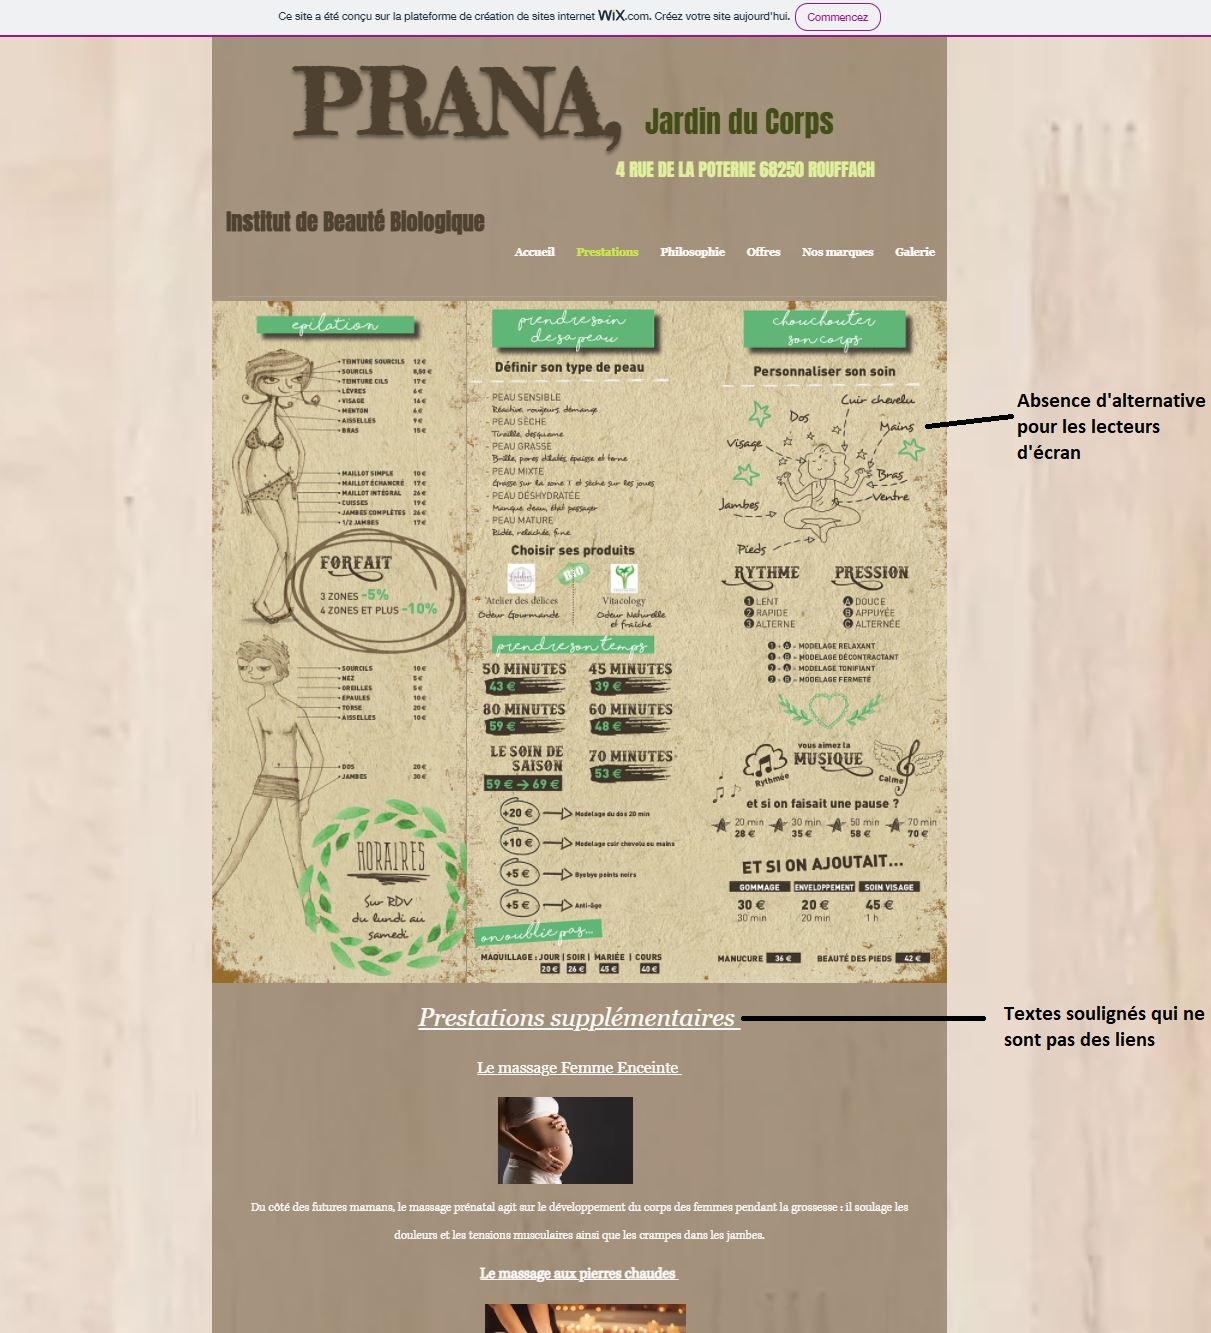 Ce site a été conçu sur la plateforme de création de sites internet WiX.com. Créez votre site aujourd'hui. Commencez
PRANA, Jardin du Corps
4 RUE DE LA POTERNE 68250 ROUFFACH
Institut de Beauté Biologique
Accueil Prestations Philosophie Offres Nos marques Galerie
epilation
TEINTURE SOURCILS 12 €
SOURCILS 8,50 €
TEINTURE CILS 17 €
LÈVRES 6 €
VISAGE 16 €
MENTON 6 €
AISSELLES 9 €
BRAS 15 €
MAILLOT SIMPLE 10 €
MAILLOT ÉCHANCRÉ 17 €
MAILLOT INTÉGRAL 26 €
CUISSES 19 €
JAMBES COMPLÈTES 26 €
1/2 JAMBES 17 €
FORFAIT
3 ZONES -5%
4 ZONES ET PLUS -10%
SOURCILS 10 €
NEZ 5 €
OREILLES 5 €
EPAULES 10 €
TORSE 20 €
AISSELLES 10 €
DOS 20 €
JAMBES 30 €
HORAIRES
Sur RDV
du lundi au
samedi
prendre soin
de sa peau
Définir son type de peau
- PEAU SENSIBLE
Réactive, rougeurs, démange
- PEAU SÈCHE
Tiraille, desquame
- PEAU GRASSE
Brille, pores dilatés, épaisse et terne
- PEAU MIXTE
Grasse sur la zone T et sèche sur les joues
- PEAU DÉSHYDRATÉE
Manque d'eau, état passager
- PEAU MATURE
Ridée, relachée, fine
Choisir ses produits
BIO
Atelier des délices Vitacology
Odeur Gourmande Odeur Naturelle
et fraiche
prendre son temps
50 MINUTES 45 MINUTES
43 € 39 €
80 MINUTES 60 MINUTES
59 € 48 €
LE SOIN DE
SAISON 70 MINUTES
59 € → 69 € 53 €
+20 € Modelage du dos 20 min
+10 € Modelage cuir chevelu ou mains
+5 € Byebye points noirs
+5 € Anti-âge
on oublie pas...
MAQUILLAGE : JOUR | SOIR | MARIÉE | COURS
20 € 26 € 45 € 40 €
chouchouter
son corps
Personnaliser son soin
Cuir chevelu
Dos
Mains
Visage
Bras
Ventre
Jambes
Pieds
RYTHME PRESSION
1 LENT A DOUCE
2 RAPIDE B APPUYÉE
3 ALTERNE C ALTERNÉE
1 + A = MODELAGE RELAXANT
1 + B = MODELAGE DÉCONTRACTANT
2 + A = MODELAGE TONIFIANT
2 + B = MODELAGE FERMETÉ
vous aimez la
MUSIQUE
Rythmée Calme
et si on faisait une pause ?
20 min 30 min 50 min 70 min
28 € 35 € 58 € 70 €
ET SI ON AJOUTAIT...
GOMMAGE ENVELOPPEMENT SOIN VISAGE
30 € 20 € 45 €
30 min 20 min 1 h
MANUCURE 36 € BEAUTÉ DES PIEDS 42 €
Absence d'alternative
pour les lecteurs
d'écran
Prestations supplémentaires
Textes soulignés qui ne
sont pas des liens
Le massage Femme Enceinte
Du côté des futures mamans, le massage prénatal agit sur le développement du corps des femmes pendant la grossesse : il soulage les
douleurs et les tensions musculaires ainsi que les crampes dans les jambes.
Le massage aux pierres chaudes